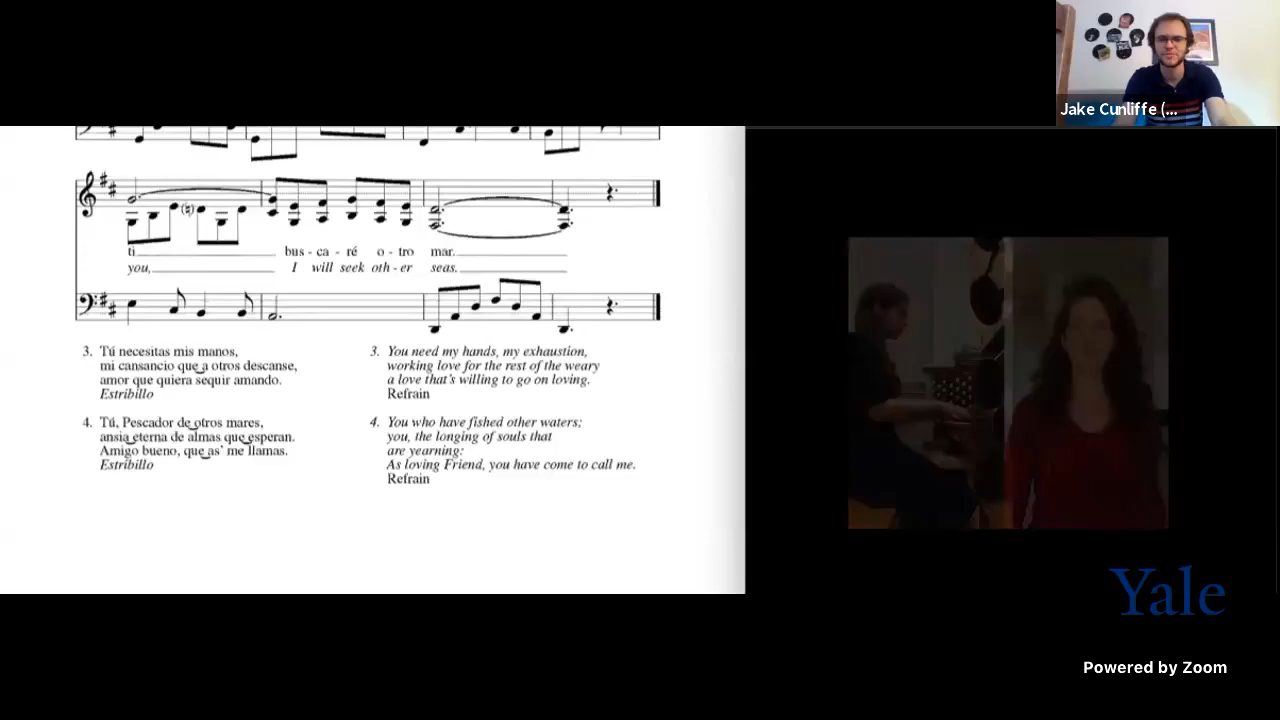 Jake Cunliffe (...
(♮)
ti bus - ca - ré o - tro mar.
you, I will seek oth - er seas.
3. Tú necesitas mis manos,
mi cansancio que a otros descanse,
amor que quiera seguir amando.
Estribillo
4. Tú, Pescador de otros mares,
ansia eterna de almas que esperan.
Amigo bueno, que as’ me llamas.
Estribillo
3. You need my hands, my exhaustion,
working love for the rest of the weary
a love that’s willing to go on loving.
Refrain
4. You who have fished other waters;
you, the longing of souls that
are yearning:
As loving Friend, you have come to call me.
Refrain
Yale
Powered by Zoom